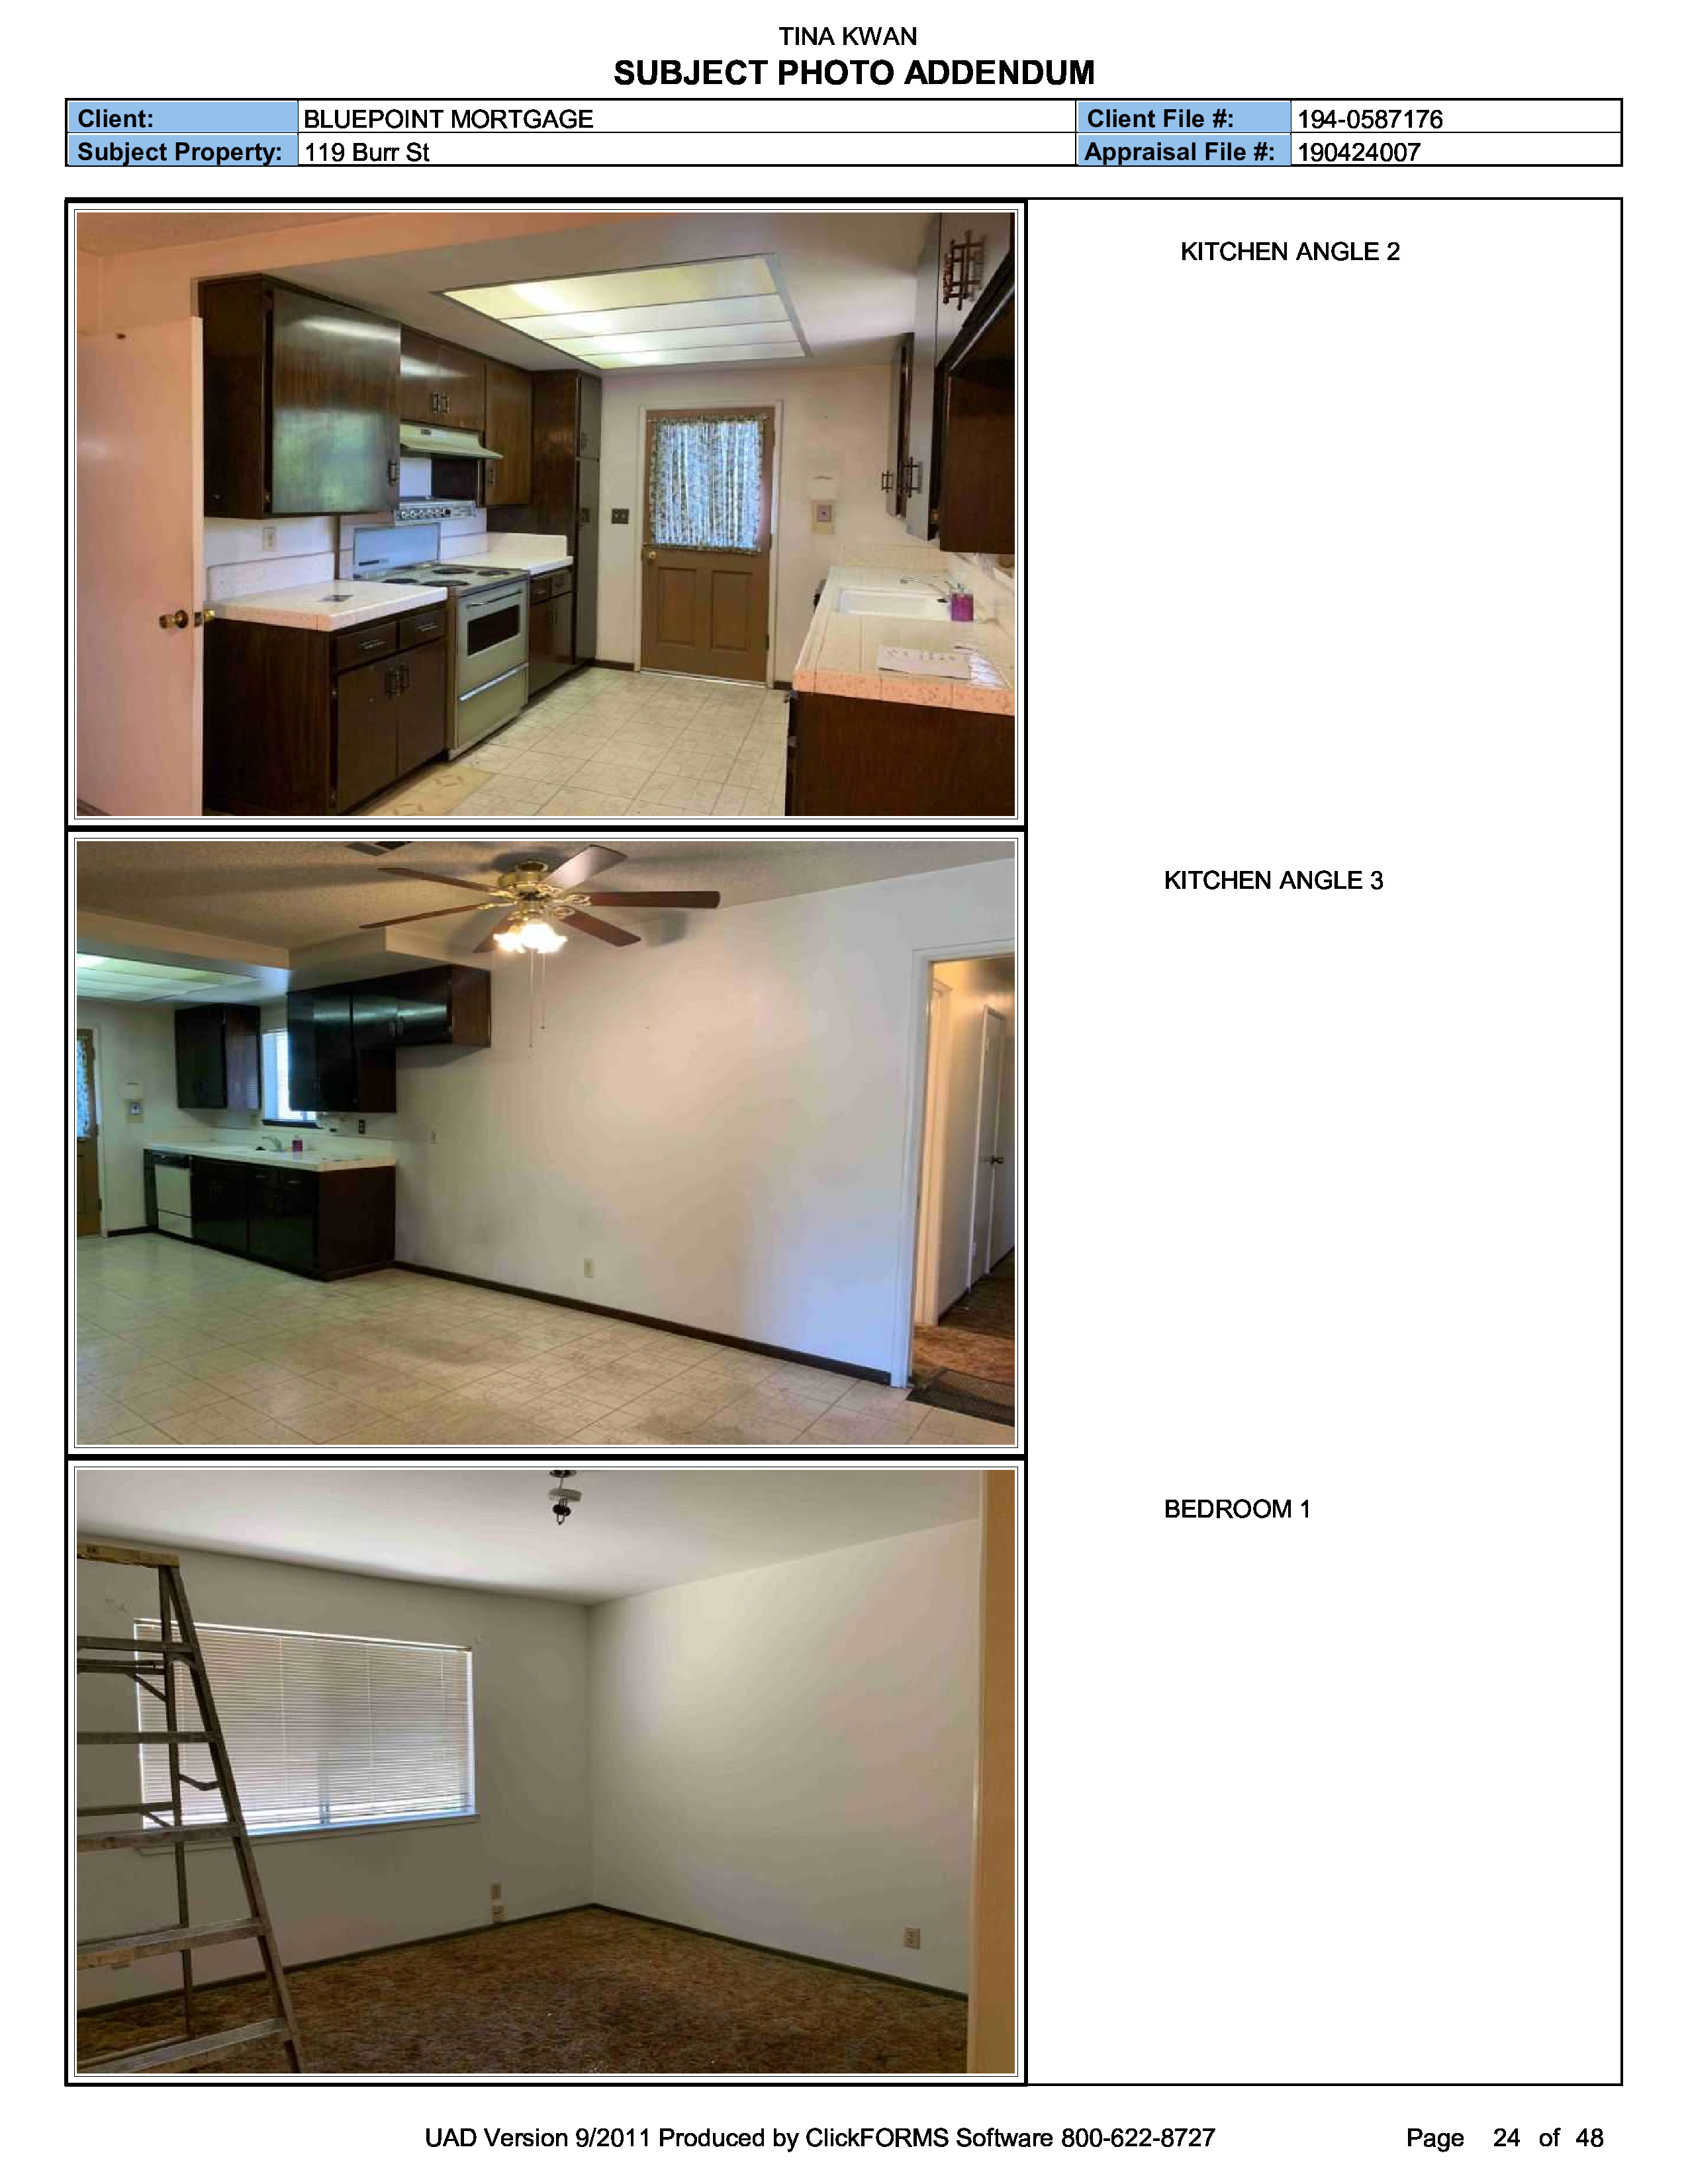 TINA KWAN
SUBJECT PHOTO ADDENDUM
Client: BLUEPOINT MORTGAGE Client File #: 194-0587176
Subject Property: 119 Burr St Appraisal File #: 190424007
KITCHEN ANGLE 2
KITCHEN ANGLE 3
BEDROOM 1
UAD Version 9/2011 Produced by ClickFORMS Software 800-622-8727 Page 24 of 48